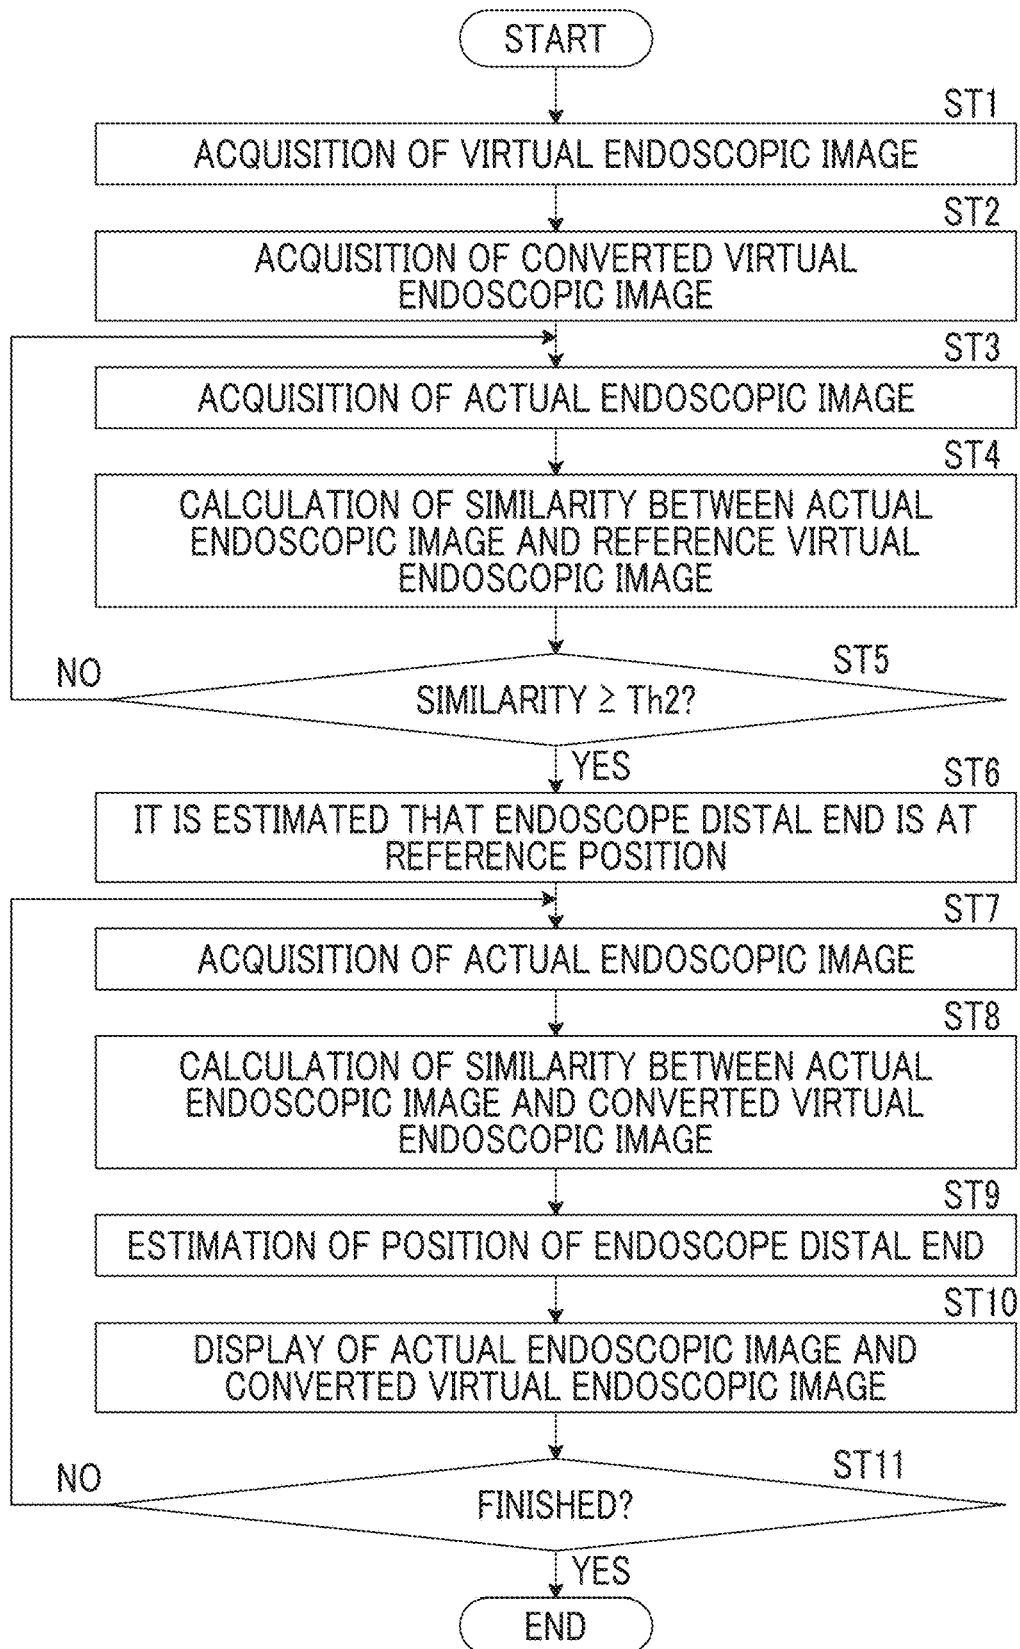 START
ST1
ACQUISITION OF VIRTUAL ENDOSCOPIC IMAGE
ST2
ACQUISITION OF CONVERTED VIRTUAL
ENDOSCOPIC IMAGE
ST3
ACQUISITION OF ACTUAL ENDOSCOPIC IMAGE
ST4
CALCULATION OF SIMILARITY BETWEEN ACTUAL
ENDOSCOPIC IMAGE AND REFERENCE VIRTUAL
ENDOSCOPIC IMAGE
NO
ST5
SIMILARITY ≧ Th2?
YES
ST6
IT IS ESTIMATED THAT ENDOSCOPE DISTAL END IS AT
REFERENCE POSITION
ST7
ACQUISITION OF ACTUAL ENDOSCOPIC IMAGE
ST8
CALCULATION OF SIMILARITY BETWEEN ACTUAL
ENDOSCOPIC IMAGE AND CONVERTED VIRTUAL
ENDOSCOPIC IMAGE
ST9
ESTIMATION OF POSITION OF ENDOSCOPE DISTAL END
ST10
DISPLAY OF ACTUAL ENDOSCOPIC IMAGE AND
CONVERTED VIRTUAL ENDOSCOPIC IMAGE
NO
ST11
FINISHED?
YES
END